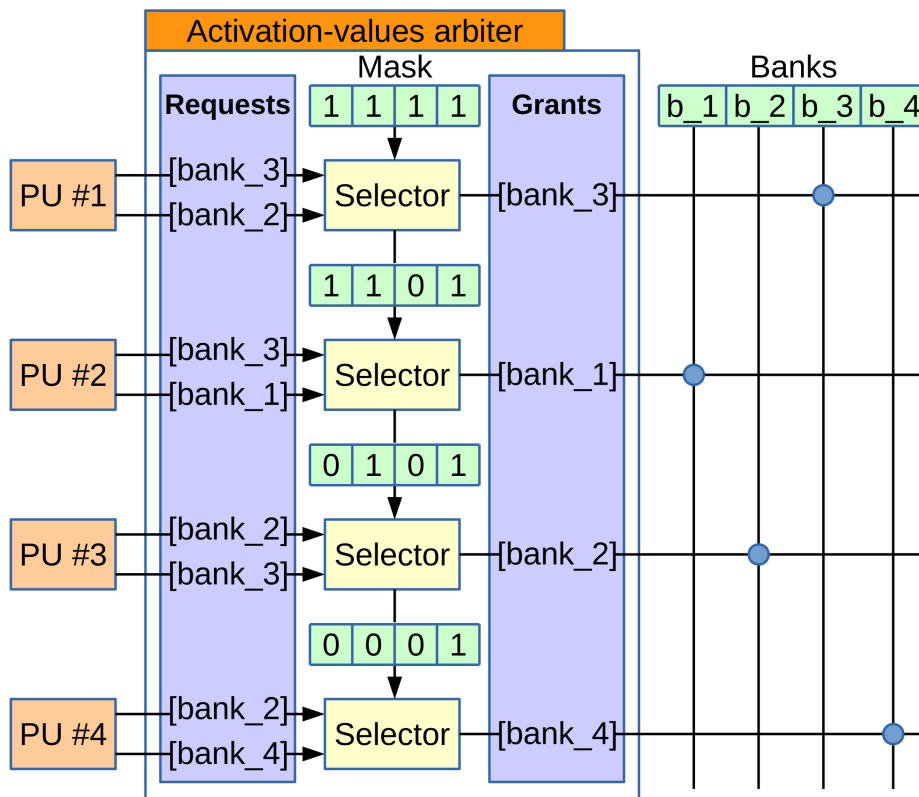 Activation-values arbiter
Mask
Banks
Requests
1 1 1 1
Grants
b_1 b_2 b_3 b_4
PU #1
[bank_3]
[bank_2]
Selector
[bank_3]
1 1 0 1
PU #2
[bank_3]
[bank_1]
Selector
[bank_1]
0 1 0 1
PU #3
[bank_2]
[bank_3]
Selector
[bank_2]
0 0 0 1
PU #4
[bank_2]
[bank_4]
Selector
[bank_4]